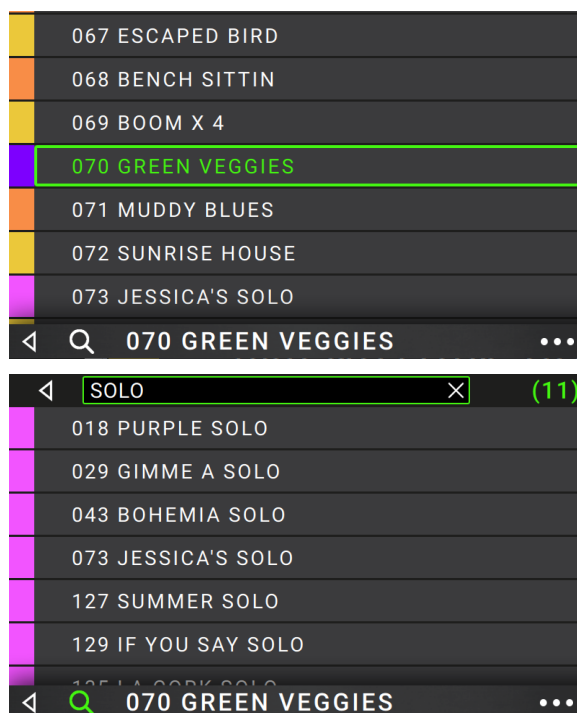 067 ESCAPED BIRD
068 BENCH SITTIN
069 BOOM X 4
070 GREEN VEGGIES
071 MUDDY BLUES
072 SUNRISE HOUSE
073 JESSICA'S SOLO
070 GREEN VEGGIES
SOLO (11)
018 PURPLE SOLO
029 GIMME A SOLO
043 BOHEMIA SOLO
073 JESSICA'S SOLO
127 SUMMER SOLO
129 IF YOU SAY SOLO
070 GREEN VEGGIES